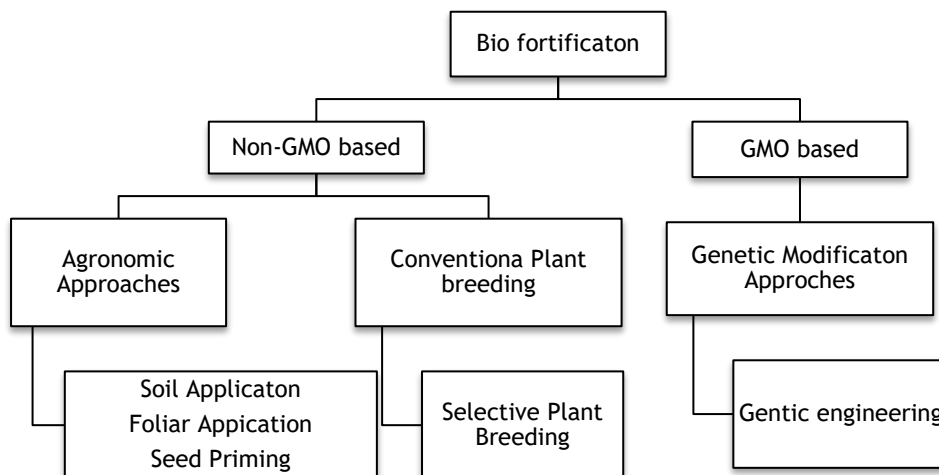 Bio fortificaton
Non-GMO based
GMO based
Agronomic
Approaches
Conventiona Plant
breeding
Genetic Modificaton
Approches
Soil Applicaton
Foliar Appication
Seed Priming
Selective Plant
Breeding
Gentic engineering